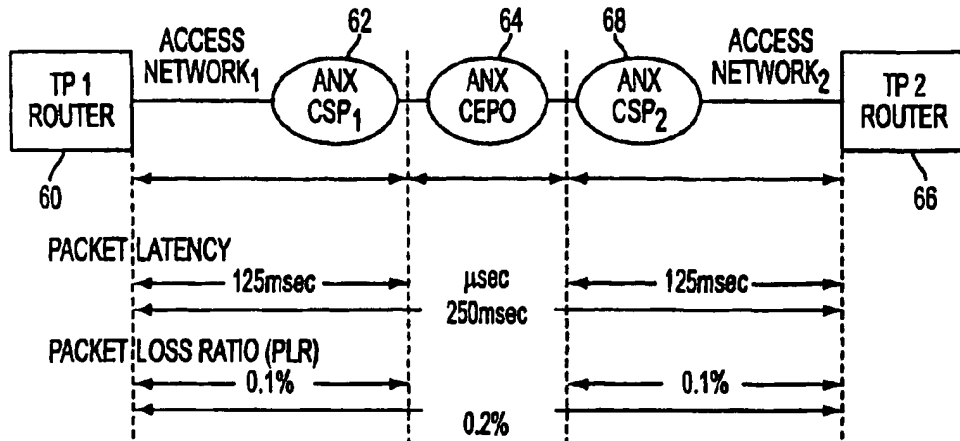 62
64
68
ACCESS
NETWORK₁
ACCESS
NETWORK₂
TP 1
ROUTER
ANX
CSP₁
ANX
CEPO
ANX
CSP₂
TP 2
ROUTER
60
66
PACKET LATENCY
125msec
µsec
125msec
250msec
PACKET LOSS RATIO (PLR)
0.1%
0.1%
0.2%